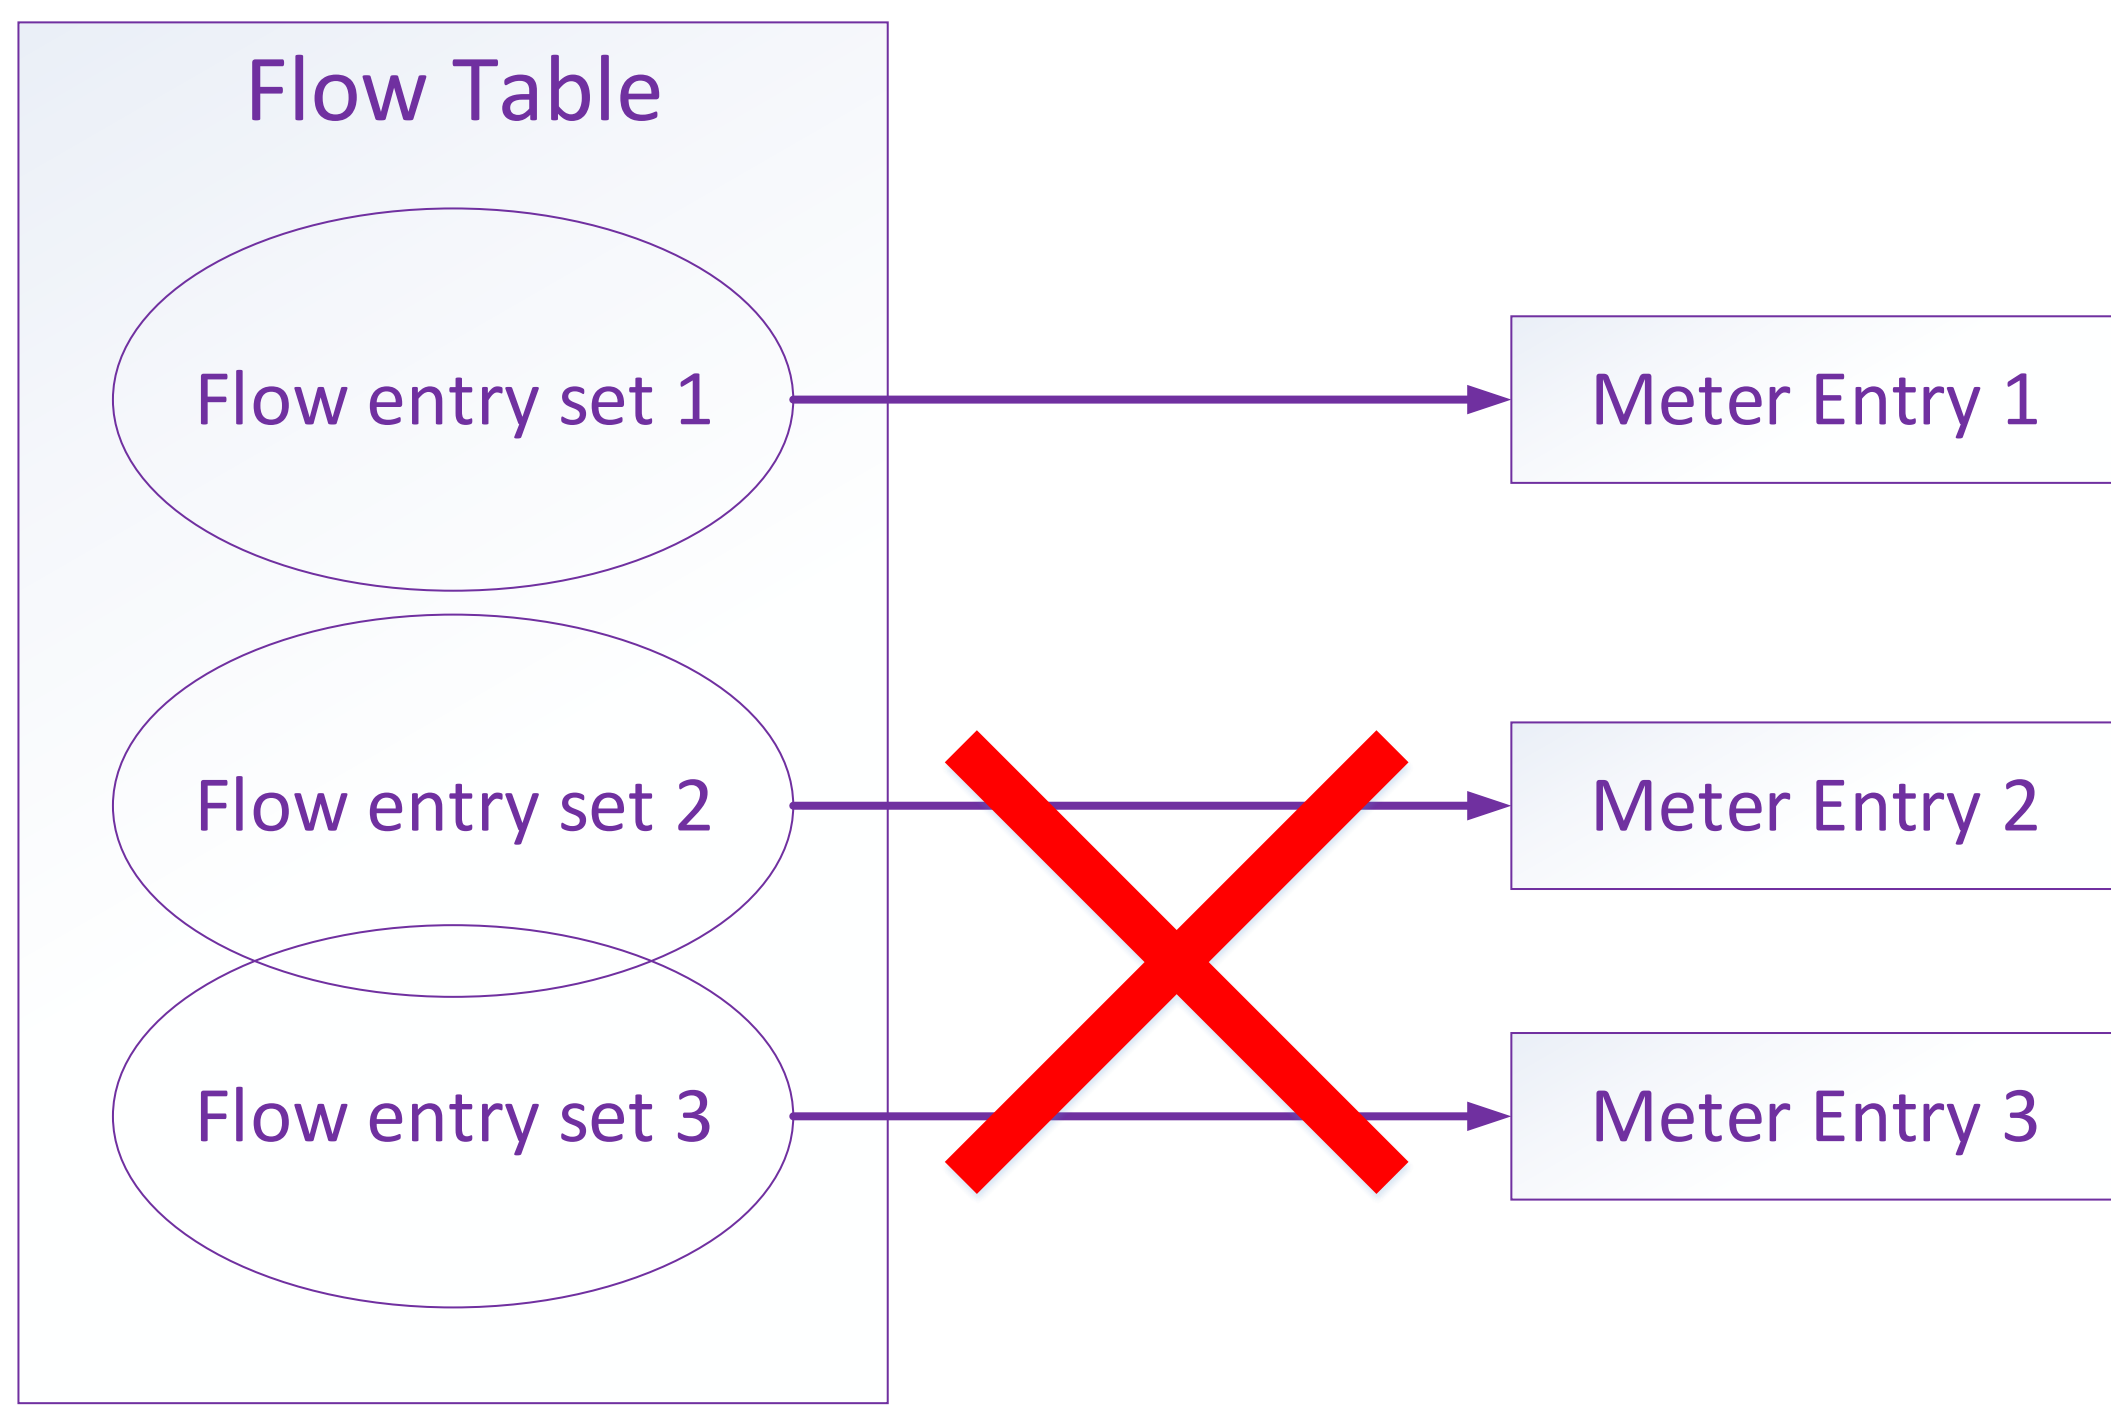 Flow Table
Flow entry set 1
Meter Entry 1
Flow entry set 2
Meter Entry 2
Flow entry set 3
Meter Entry 3